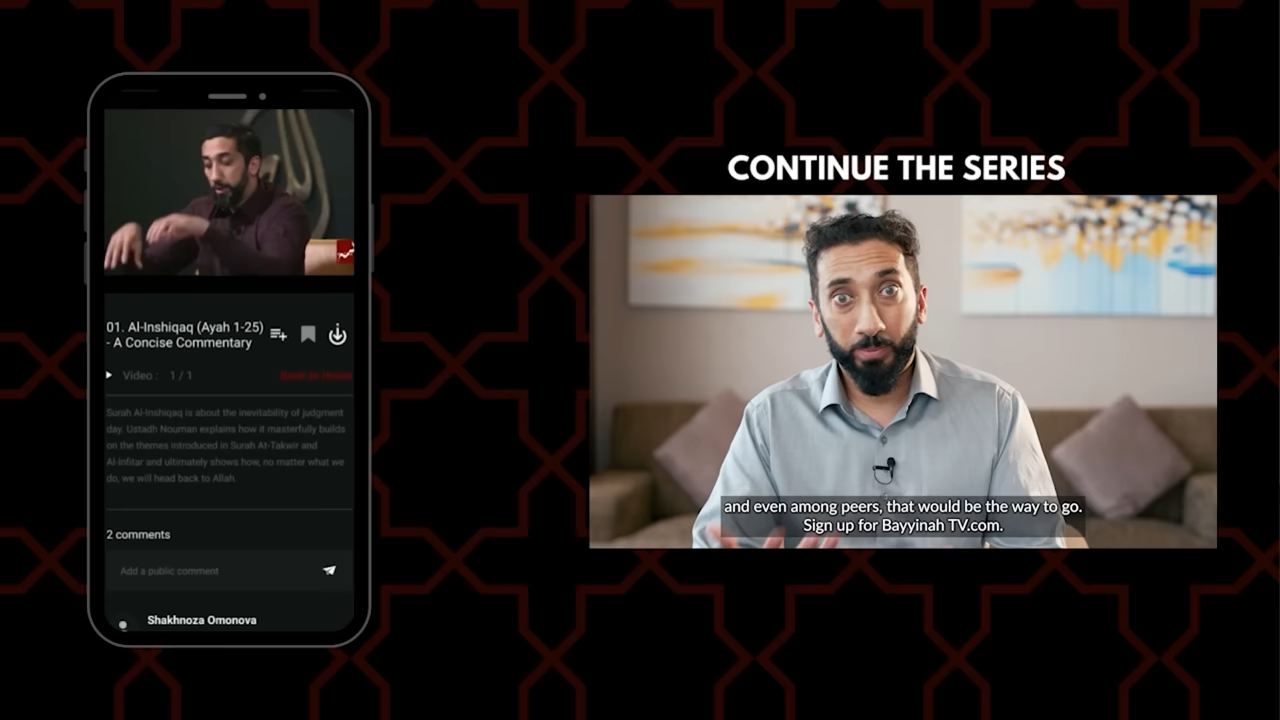 01. Al-Inshiqaq (Ayah 1-25)
- A Concise Commentary
Video : 1 / 1
Surah Al-Inshiqaq is about the inevitability of judgment
day. Ustadh Nouman explains how it masterfully builds
on the themes introduced in Surah At-Takwir and
Al-Infitar and ultimately shows how, no matter what we
do, we will head back to Allah.
2 comments
Add a public comment
Shakhnoza Omonova
CONTINUE THE SERIES
and even among peers, that would be the way to go.
Sign up for Bayyinah TV.com.